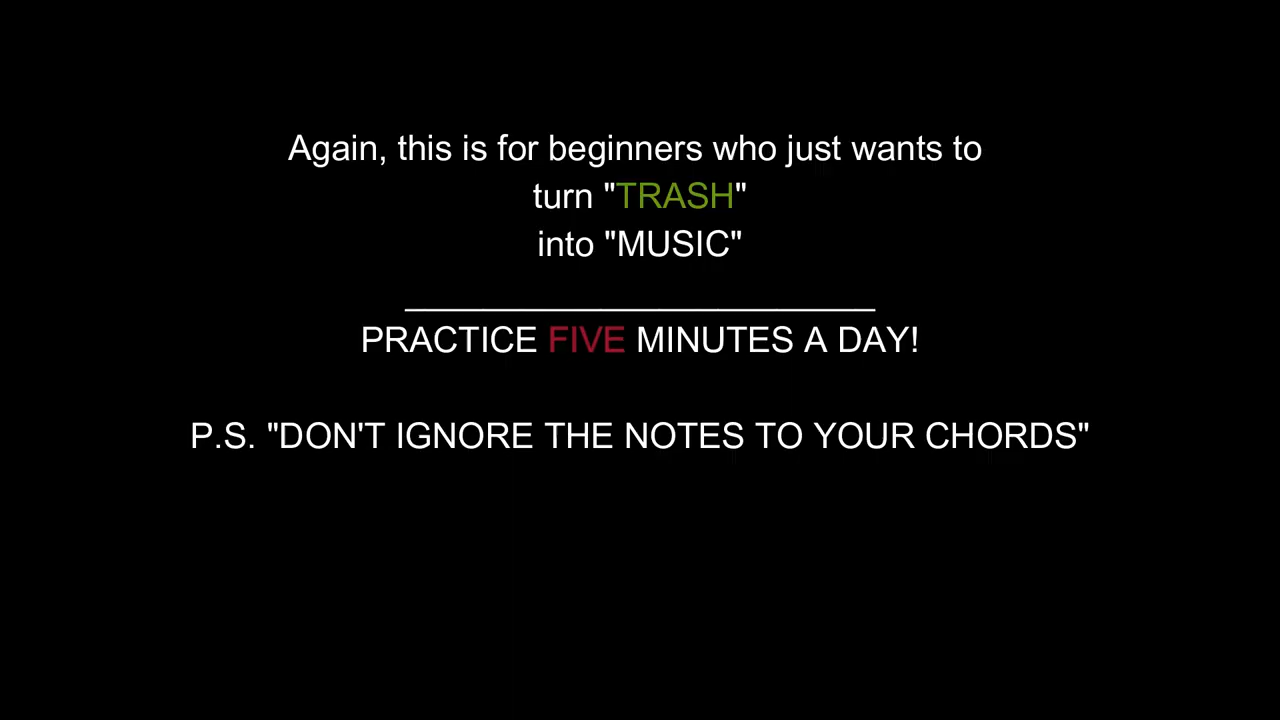 Again, this is for beginners who just wants to
turn "TRASH"
into "MUSIC"
PRACTICE FIVE MINUTES A DAY!
P.S. "DON'T IGNORE THE NOTES TO YOUR CHORDS"